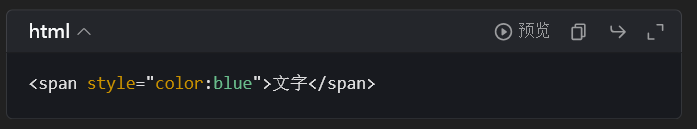 html 预览
<span style="color:blue">文字</span>